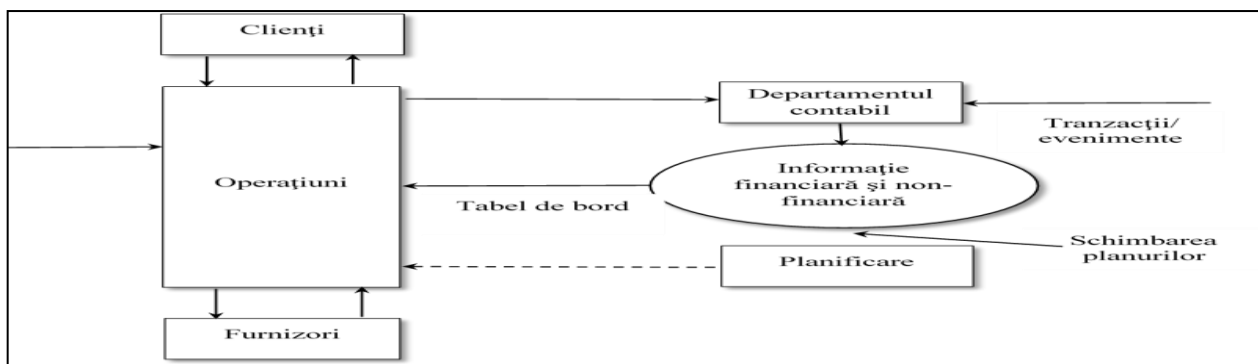 Clienţi
Departamentul
contabil
Tranzacţii/
evenimente
Operaţiuni
Informaţie
financiară şi non-
financiară
Tabel de bord
Schimbarea
planurilor
Planificare
Furnizori